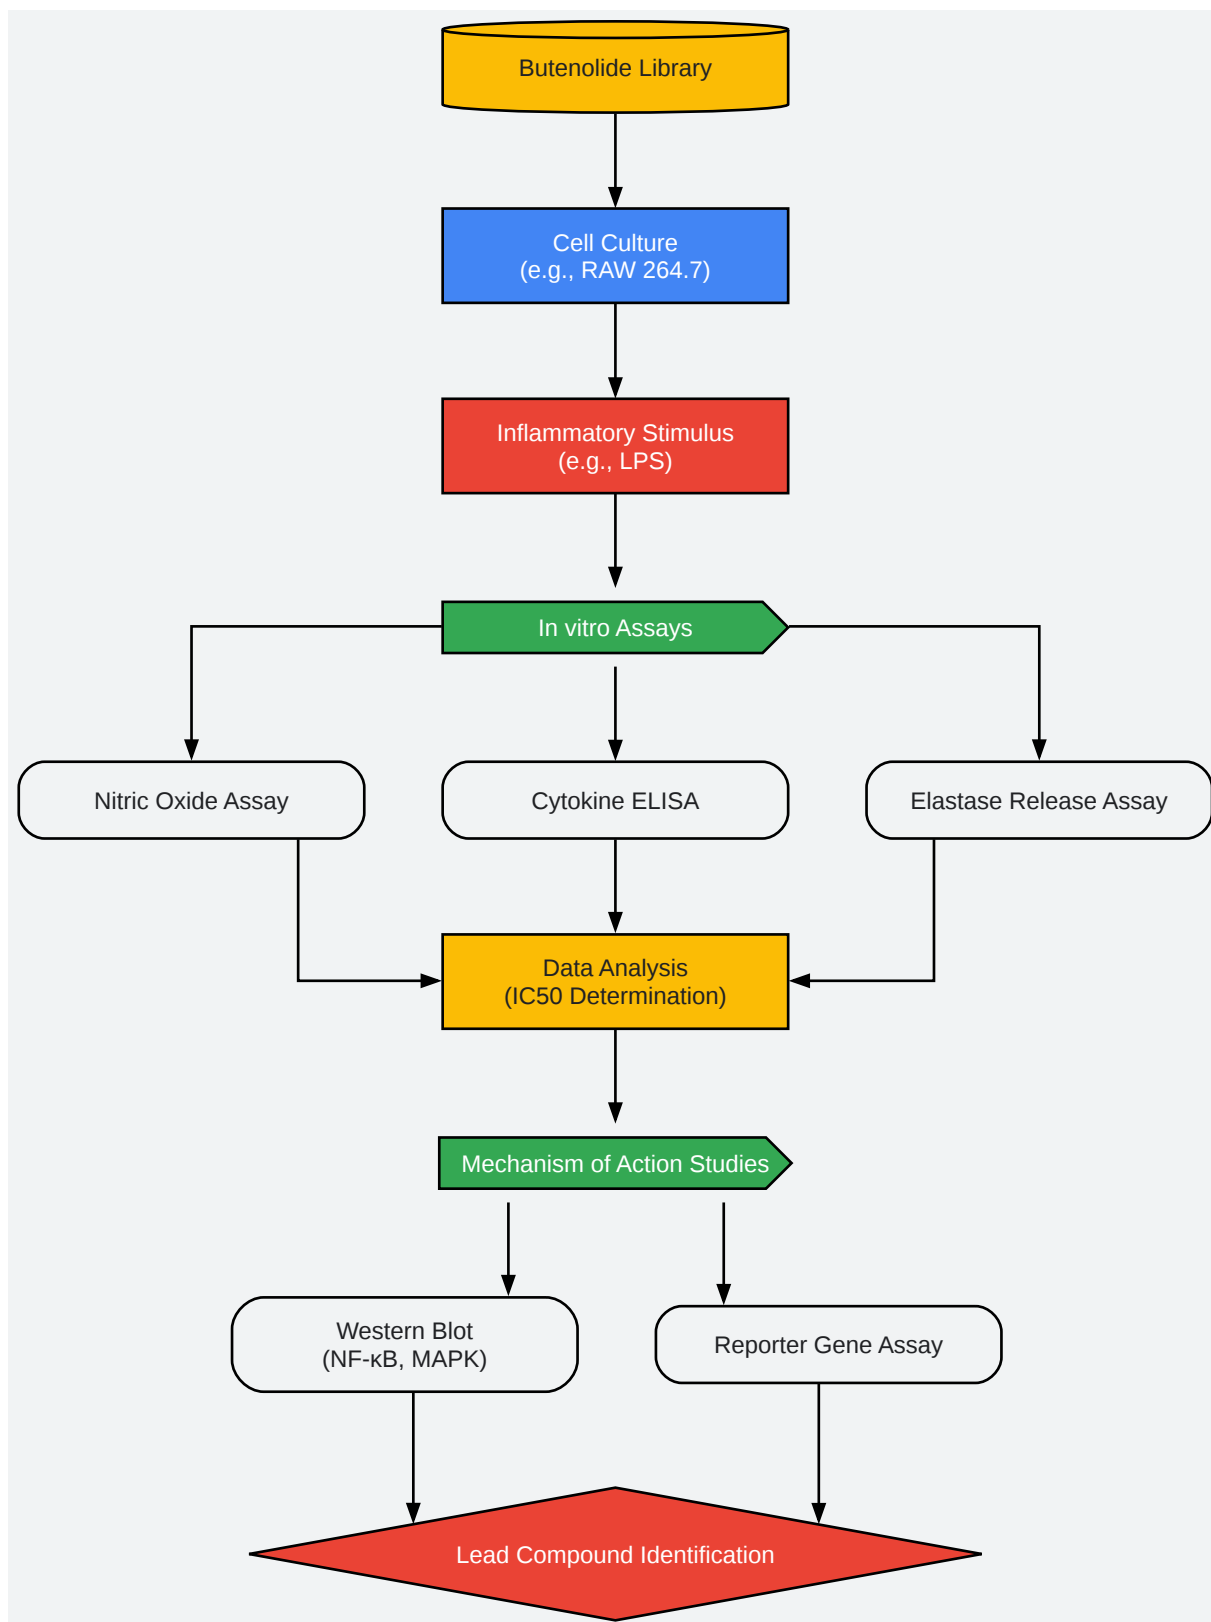 Butenolide Library
Cell Culture
(e.g., RAW 264.7)
Inflammatory Stimulus
(e.g., LPS)
In vitro Assays
Nitric Oxide Assay
Cytokine ELISA
Elastase Release Assay
Data Analysis
(IC50 Determination)
Mechanism of Action Studies
Western Blot
(NF-κB, MAPK)
Reporter Gene Assay
Lead Compound Identification